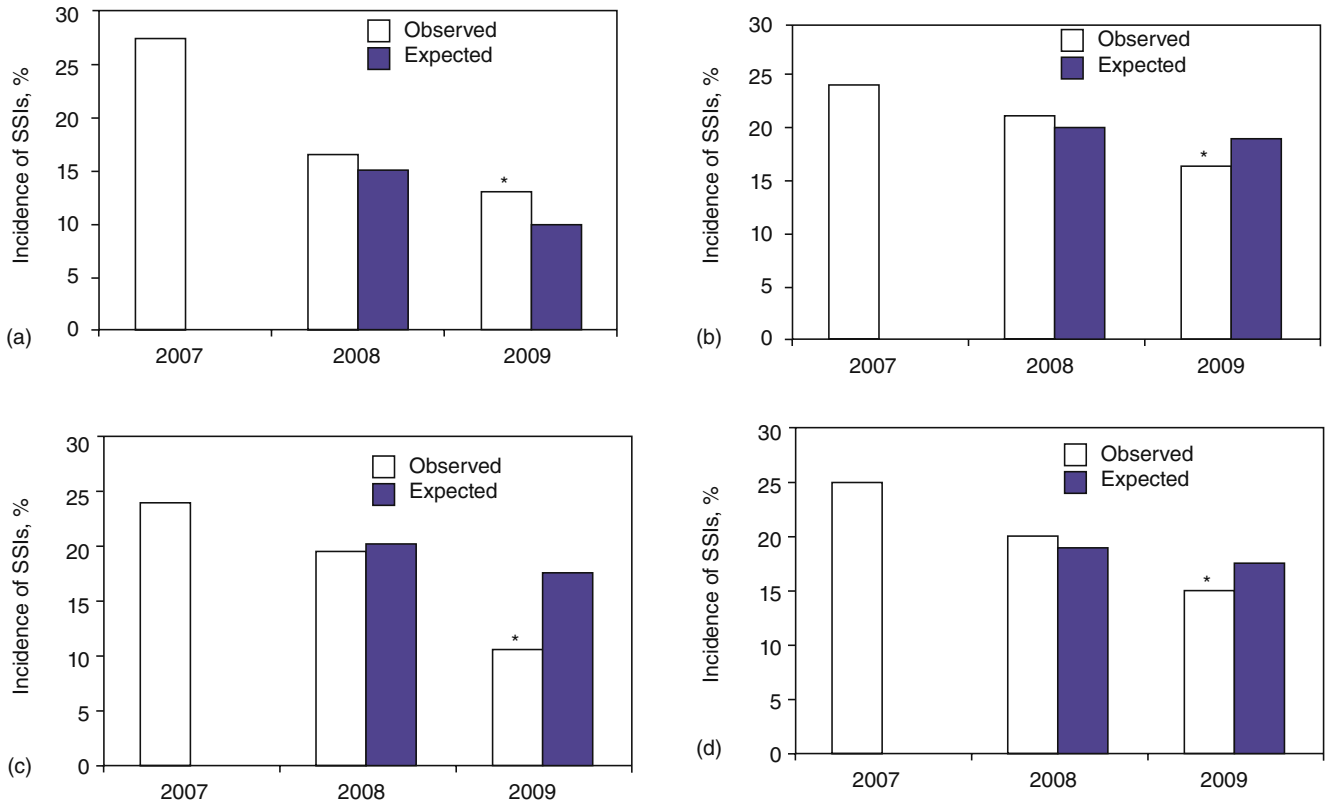 Incidence of SSIs, %
30
25
20
15
10
5
0
Observed
Expected
*
2007
2008
2009
(a)
Incidence of SSIs, %
30
25
20
15
10
5
0
Observed
Expected
*
2007
2008
2009
(b)
Incidence of SSIs, %
30
25
20
15
10
5
0
Observed
Expected
*
2007
2008
2009
(c)
Incidence of SSIs, %
30
25
20
15
10
5
0
Observed
Expected
*
2007
2008
2009
(d)